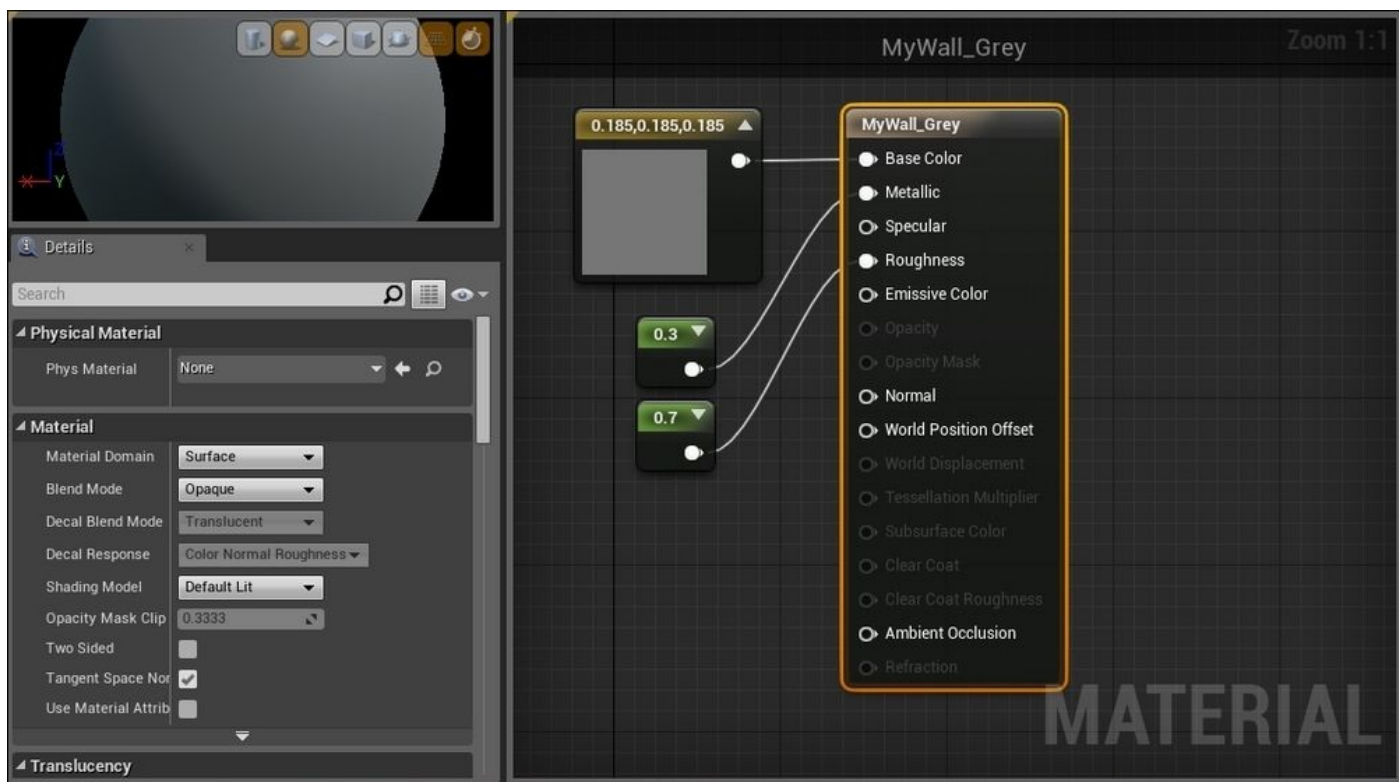 Z
X
Y
Details
Search
Physical Material
Phys Material None
Material
Material Domain Surface
Blend Mode Opaque
Decal Blend Mode Translucent
Decal Response Color Normal Roughness
Shading Model Default Lit
Opacity Mask Clip 0.3333
Two Sided
Tangent Space Nor
Use Material Attrib
Translucency
MyWall_Grey
Zoom 1:1
0.185,0.185,0.185
0.3
0.7
MyWall_Grey
Base Color
Metallic
Specular
Roughness
Emissive Color
Opacity
Opacity Mask
Normal
World Position Offset
World Displacement
Tessellation Multiplier
Subsurface Color
Clear Coat
Clear Coat Roughness
Ambient Occlusion
Refraction
MATERIAL